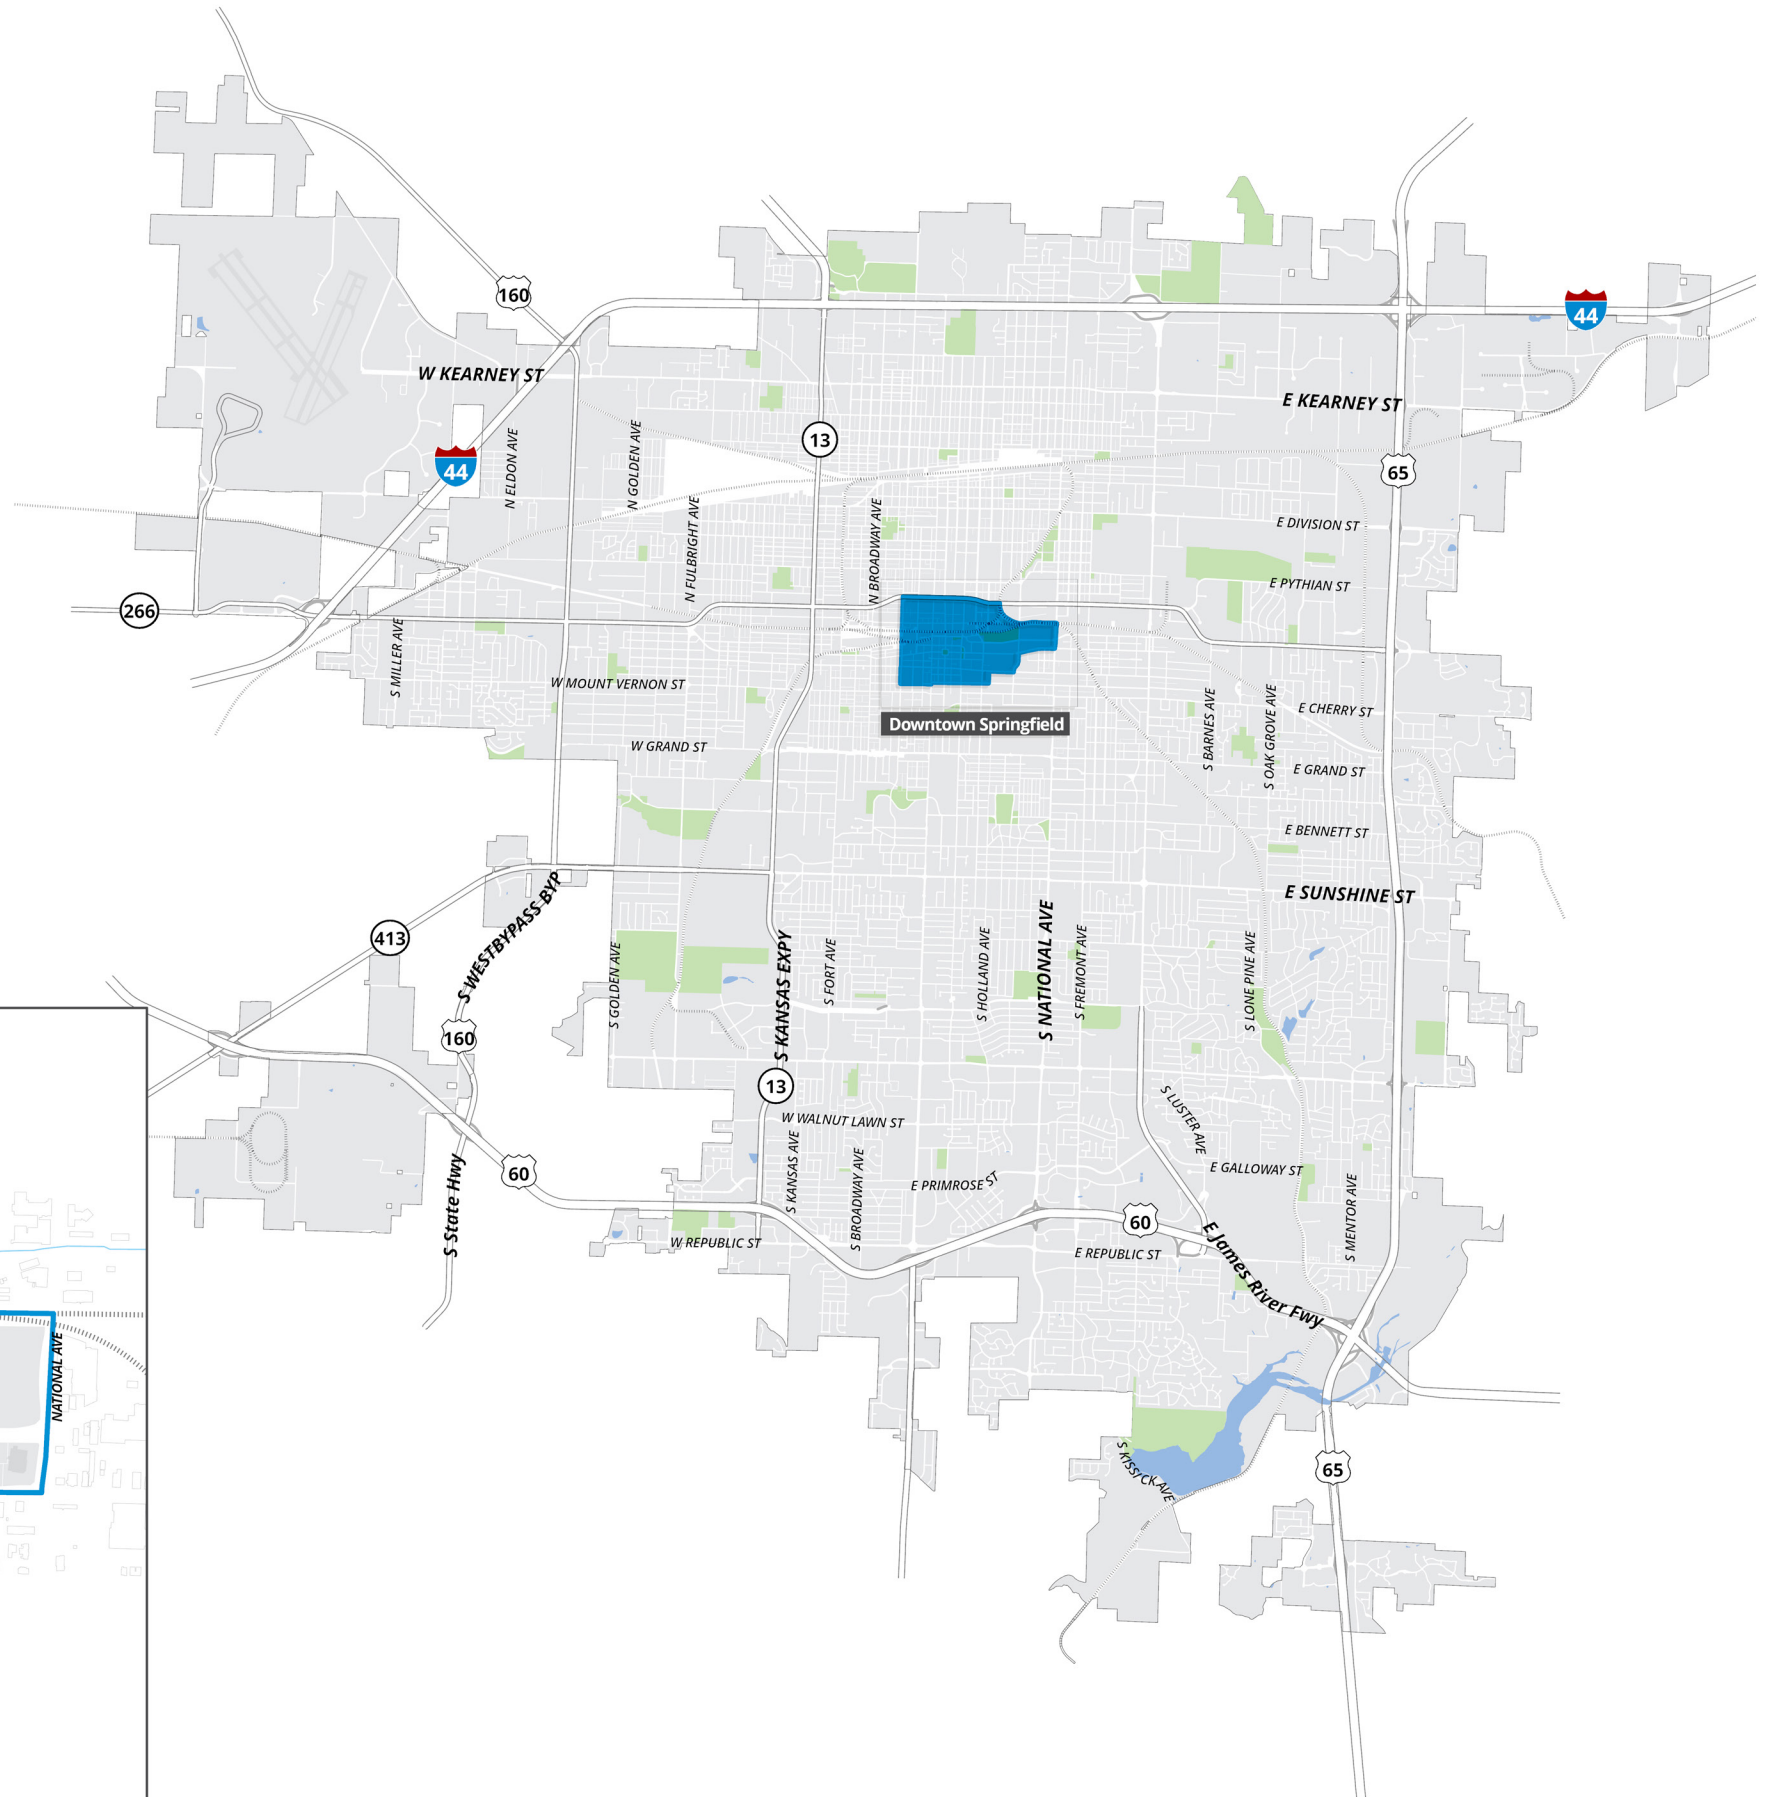 160
44
W KEARNEY ST
E KEARNEY ST
N ELDON AVE
N GOLDEN AVE
13
44
65
N FULBRIGHT AVE
N BROADWAY AVE
E DIVISION ST
E PYTHIAN ST
266
S MILLER AVE
W MOUNT VERNON ST
S BARNES AVE
S OAK GROVE AVE
E CHERRY ST
Downtown Springfield
W GRAND ST
E GRAND ST
E BENNETT ST
E SUNSHINE ST
S WESTBYPASS BYP
413
S GOLDEN AVE
S KANSAS EXPY
S FORT AVE
S HOLLAND AVE
S NATIONAL AVE
S FREMONT AVE
S LONE PINE AVE
160
13
W WALNUT LAWN ST
S LUSTER AVE
S KANSAS AVE
S BROADWAY AVE
E PRIMROSE ST
E GALLOWAY ST
S MENTOR AVE
60
S State Hwy
60
W REPUBLIC ST
E REPUBLIC ST
E James River Fwy
NATIONAL AVE
65